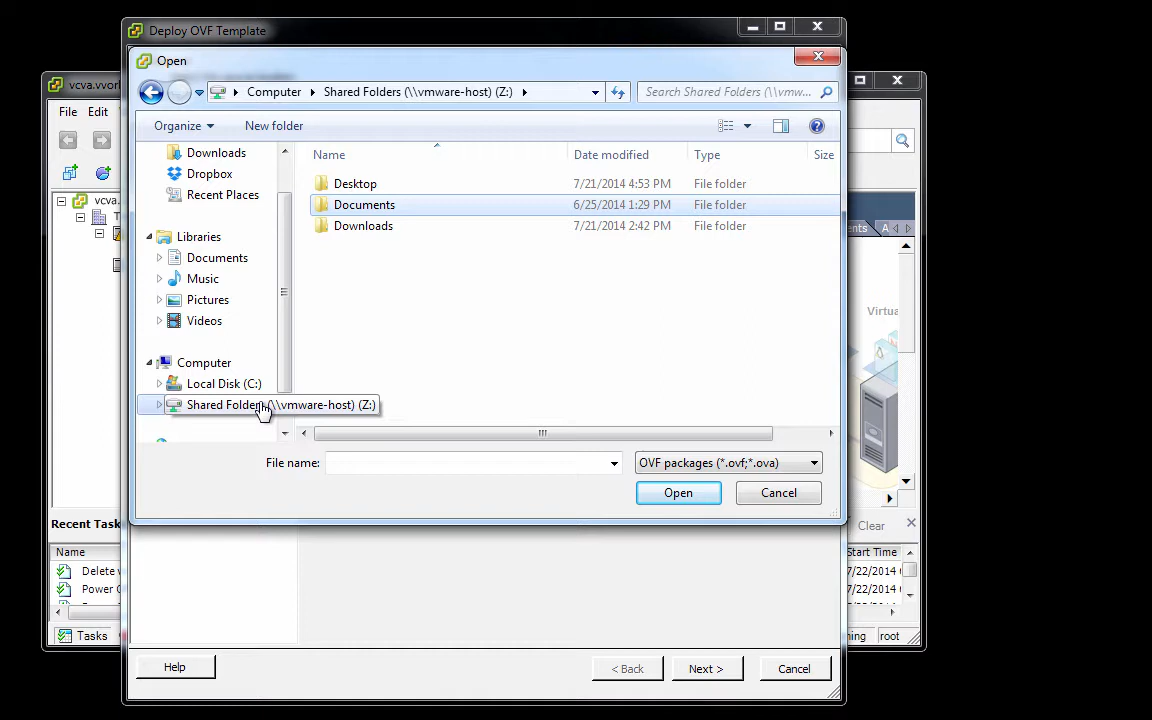 Deploy OVF Template
Open
vcva.vvor
File Edit
Computer Shared Folders (\\vmware-host) (Z:)
Search Shared Folders (\\vmw...
Organize New folder
Name Date modified Type Size
Downloads
Dropbox
Recent Places
Libraries
Documents
Music
Pictures
Videos
Computer
Local Disk (C:)
Shared Folders (\\vmware-host) (Z:)
Desktop 7/21/2014 4:53 PM File folder
Documents 6/25/2014 1:29 PM File folder
Downloads 7/21/2014 2:42 PM File folder
vcva.
ents A
Virtua
File name: OVF packages (*.ovf;*.ova)
Open Cancel
Recent Task
Clear
Name Start Time
Delete v 7/22/2014
Power C 7/22/2014
Tasks
ning root
Help < Back Next > Cancel